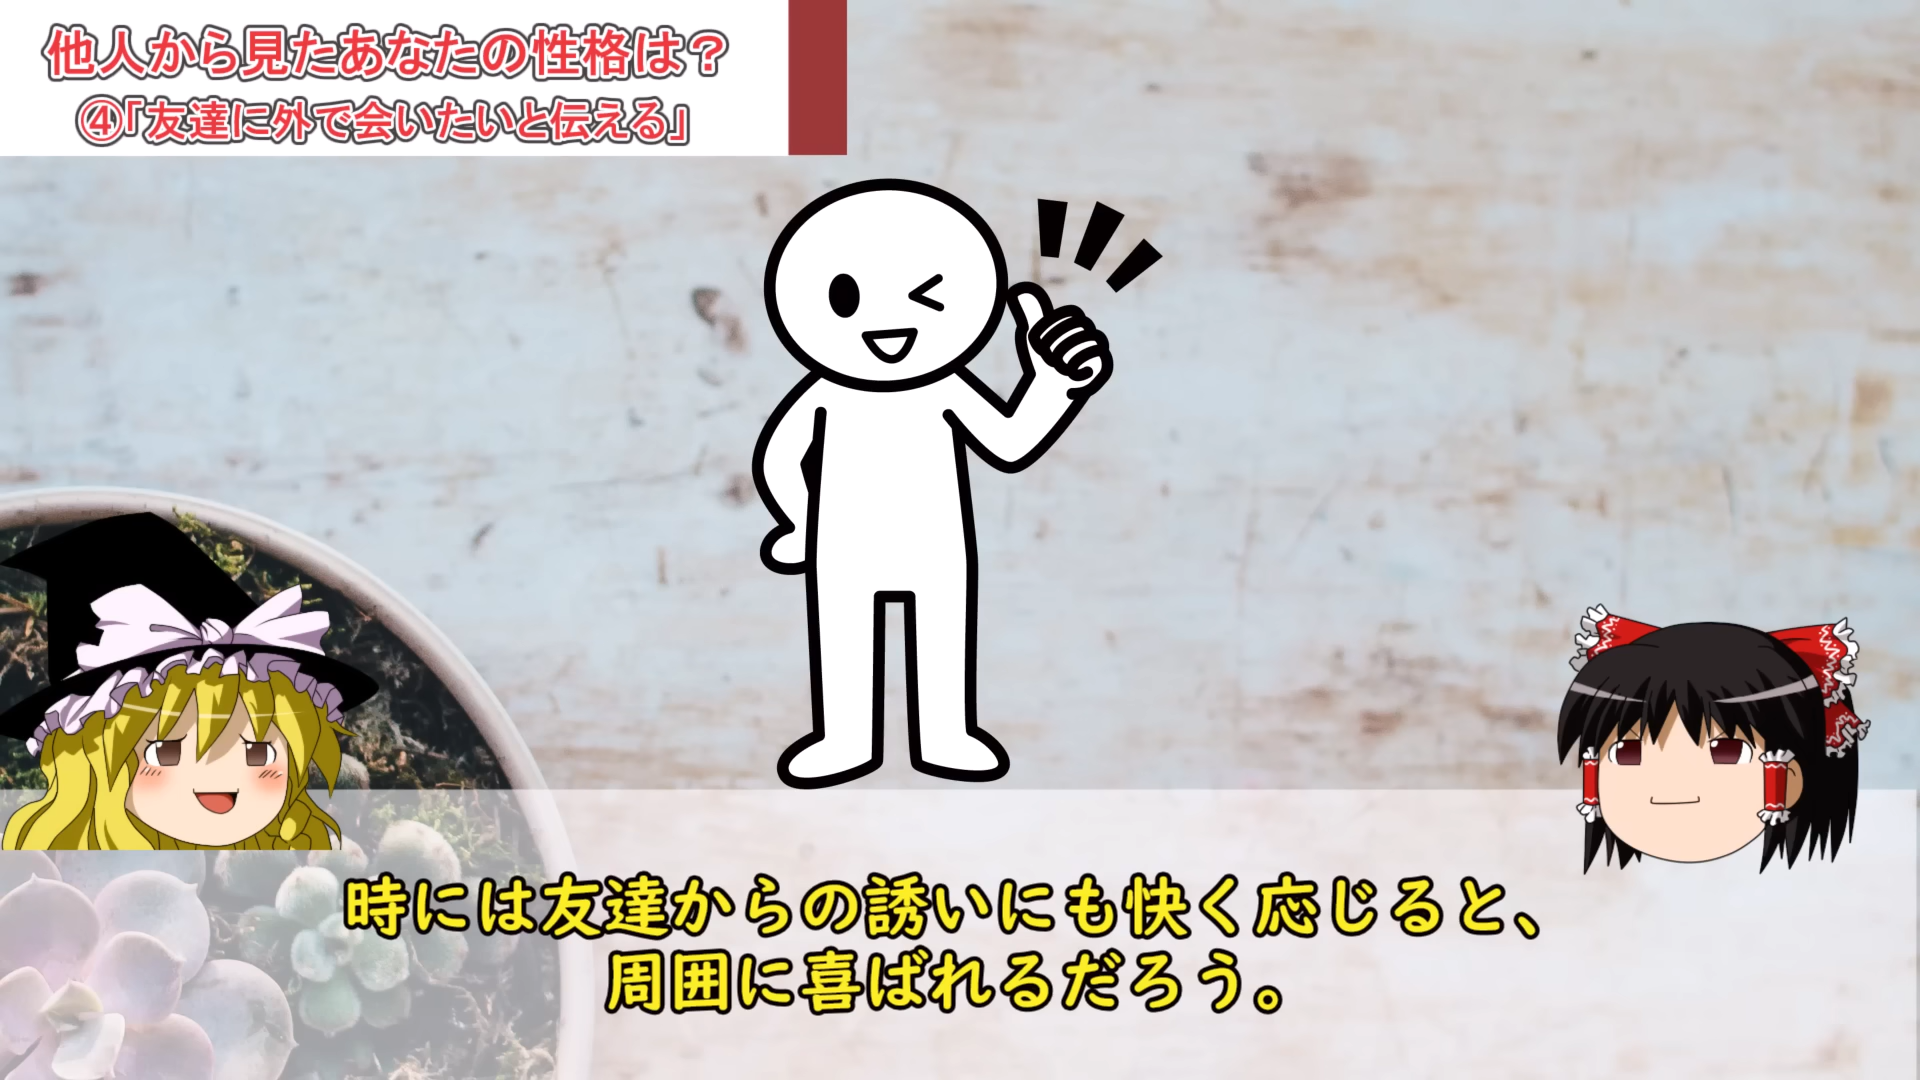 他人から見たあなたの性格は？
④「友達に外で会いたいと伝える」
時には友達からの誘いにも快く応じると、
周囲に喜ばれるだろう。